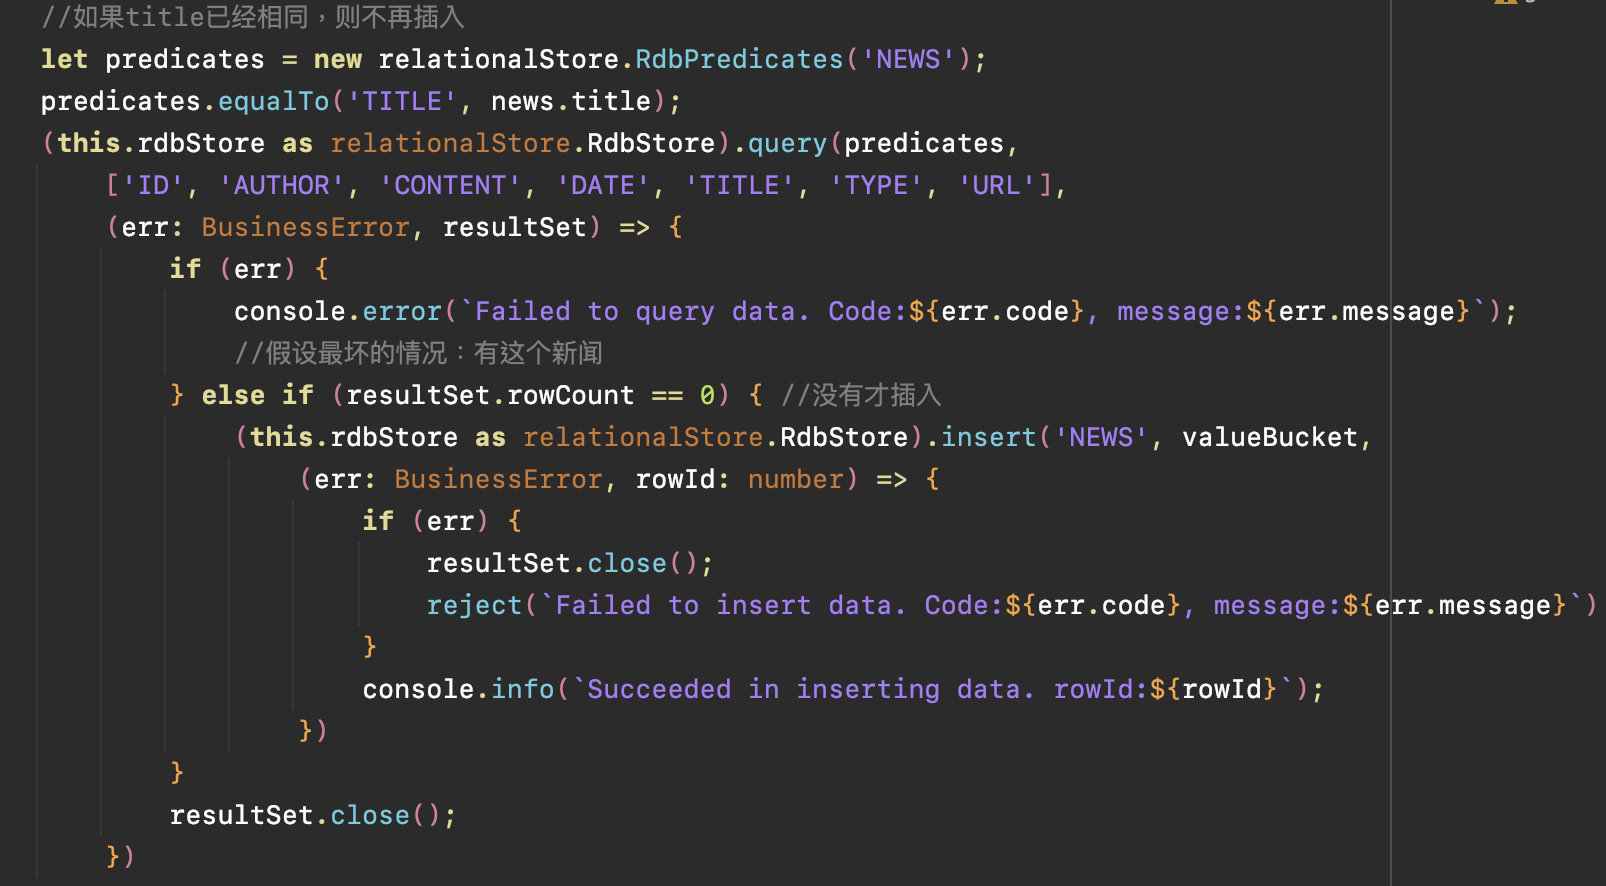 //如果title已经相同，则不再插入
let predicates = new relationalStore.RdbPredicates('NEWS');
predicates.equalTo('TITLE', news.title);
(this.rdbStore as relationalStore.RdbStore).query(predicates,
['ID', 'AUTHOR', 'CONTENT', 'DATE', 'TITLE', 'TYPE', 'URL'],
(err: BusinessError, resultSet) => {
if (err) {
console.error(`Failed to query data. Code:${err.code}, message:${err.message}`);
//假设最坏的情况：有这个新闻
} else if (resultSet.rowCount == 0) { //没有才插入
(this.rdbStore as relationalStore.RdbStore).insert('NEWS', valueBucket,
(err: BusinessError, rowId: number) => {
if (err) {
resultSet.close();
reject(`Failed to insert data. Code:${err.code}, message:${err.message}`)
}
console.info(`Succeeded in inserting data. rowId:${rowId}`);
})
}
resultSet.close();
})